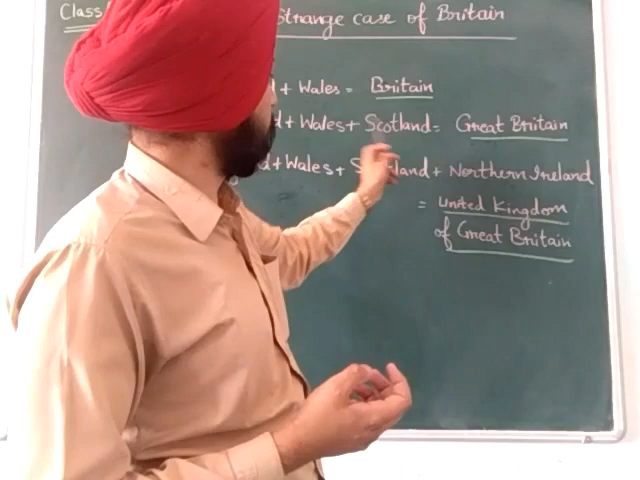 Class Strange case of Britain
d + Wales = Britain
d + Wales + Scotland = Great Britain
d + Wales + land + Northern Ireland
= United Kingdom
of Great Britain